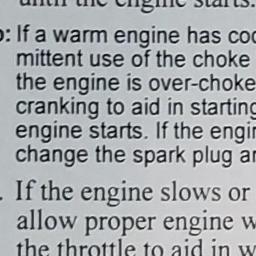 until the engine starts.
: If a warm engine has coo
mittent use of the choke
the engine is over-choke
cranking to aid in starting
engine starts. If the engin
change the spark plug an
. If the engine slows or
allow proper engine w
the throttle to aid in w